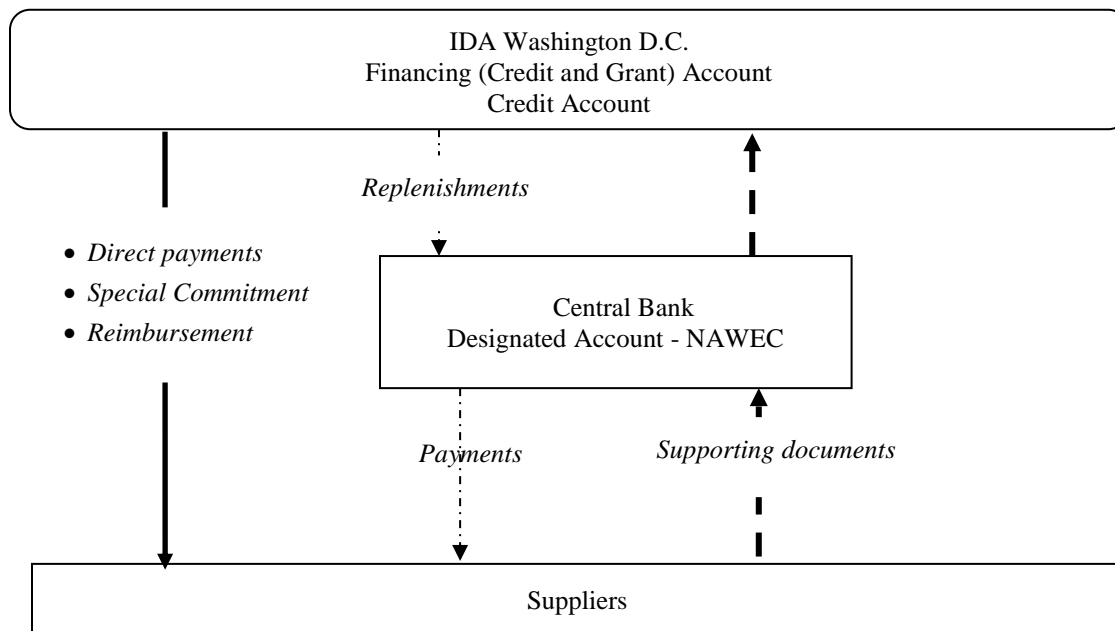 IDA Washington D.C.
Financing (Credit and Grant) Account
Credit Account
Replenishments
• Direct payments
• Special Commitment
• Reimbursement
Central Bank
Designated Account - NAWEC
Payments
Supporting documents
Suppliers